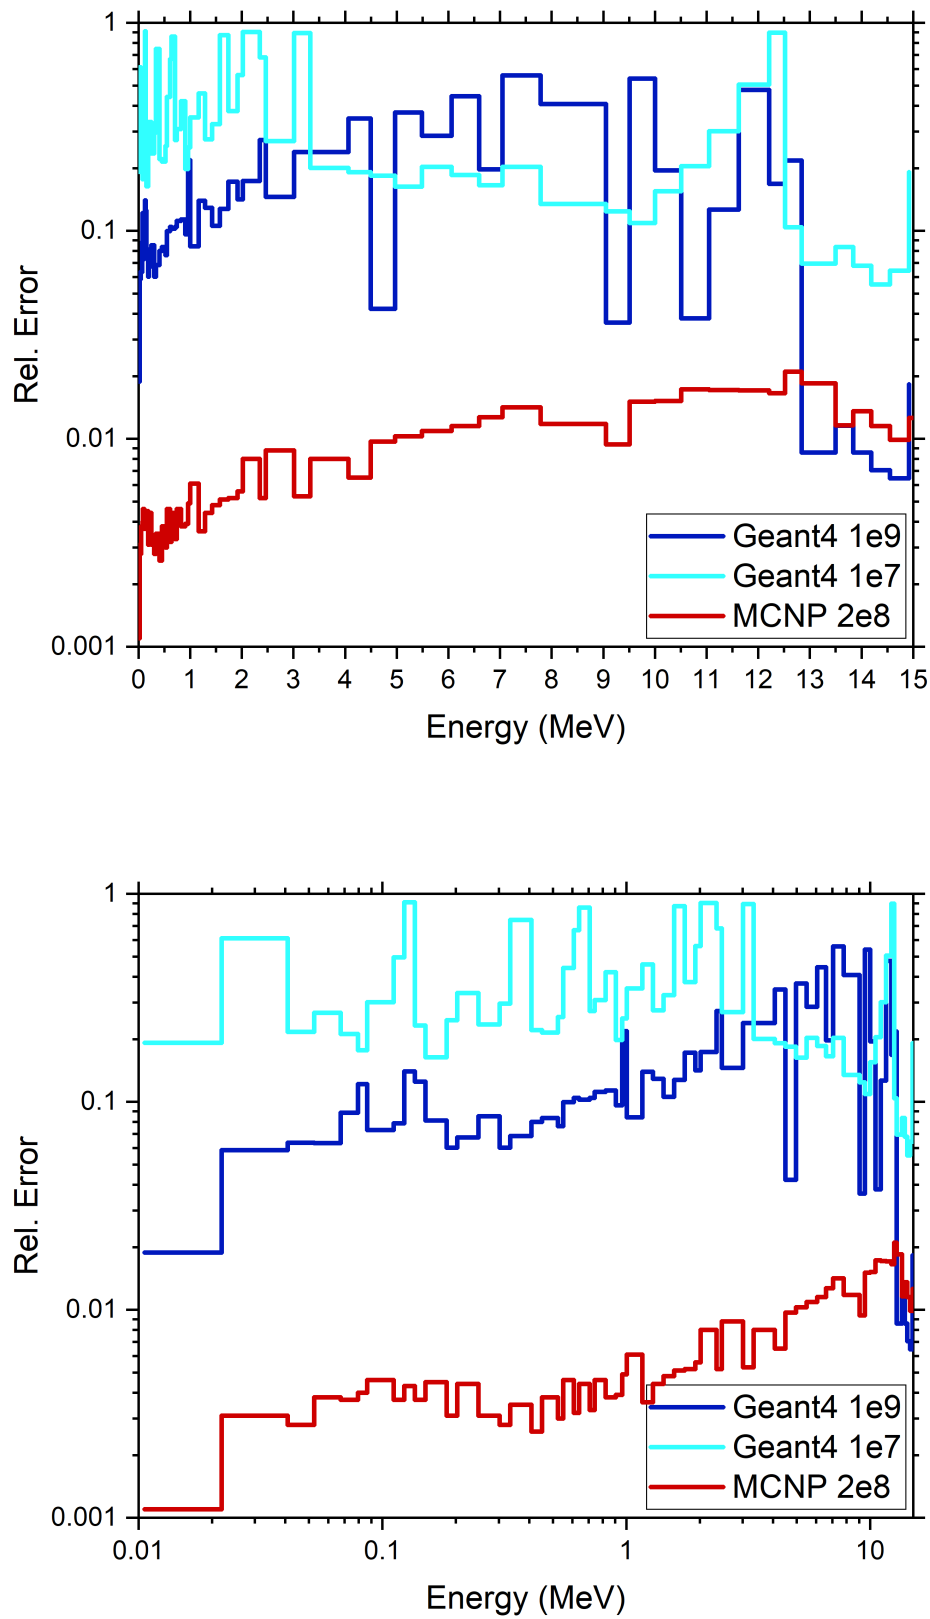 1
0.1
0.01
0.001
Rel. Error
Geant4 1e9
Geant4 1e7
MCNP 2e8
0 1 2 3 4 5 6 7 8 9 10 11 12 13 14 15
Energy (MeV)
1
0.1
0.01
0.001
Rel. Error
Geant4 1e9
Geant4 1e7
MCNP 2e8
0.01 0.1 1 10
Energy (MeV)